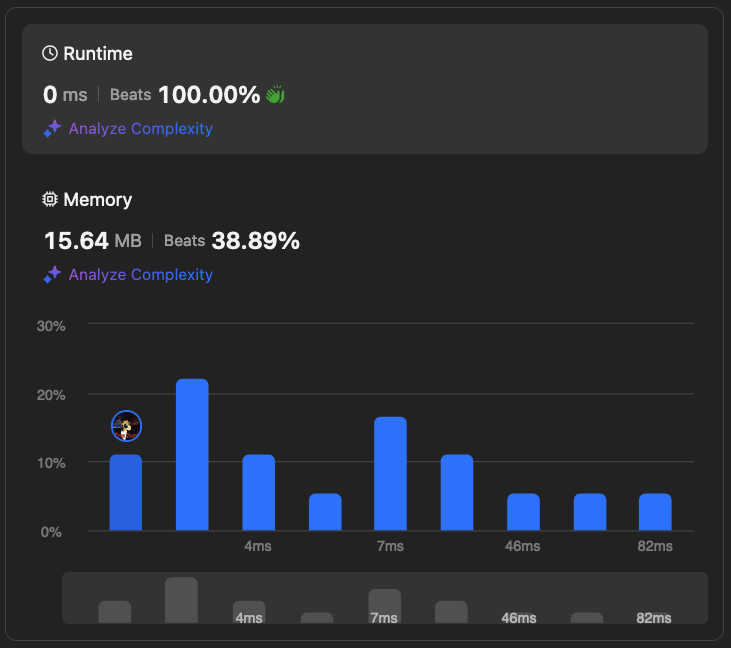 Runtime
0 ms | Beats 100.00%
Analyze Complexity
Memory
15.64 MB | Beats 38.89%
Analyze Complexity
30%
20%
10%
0%
4ms 7ms 46ms 82ms
4ms 7ms 46ms 82ms